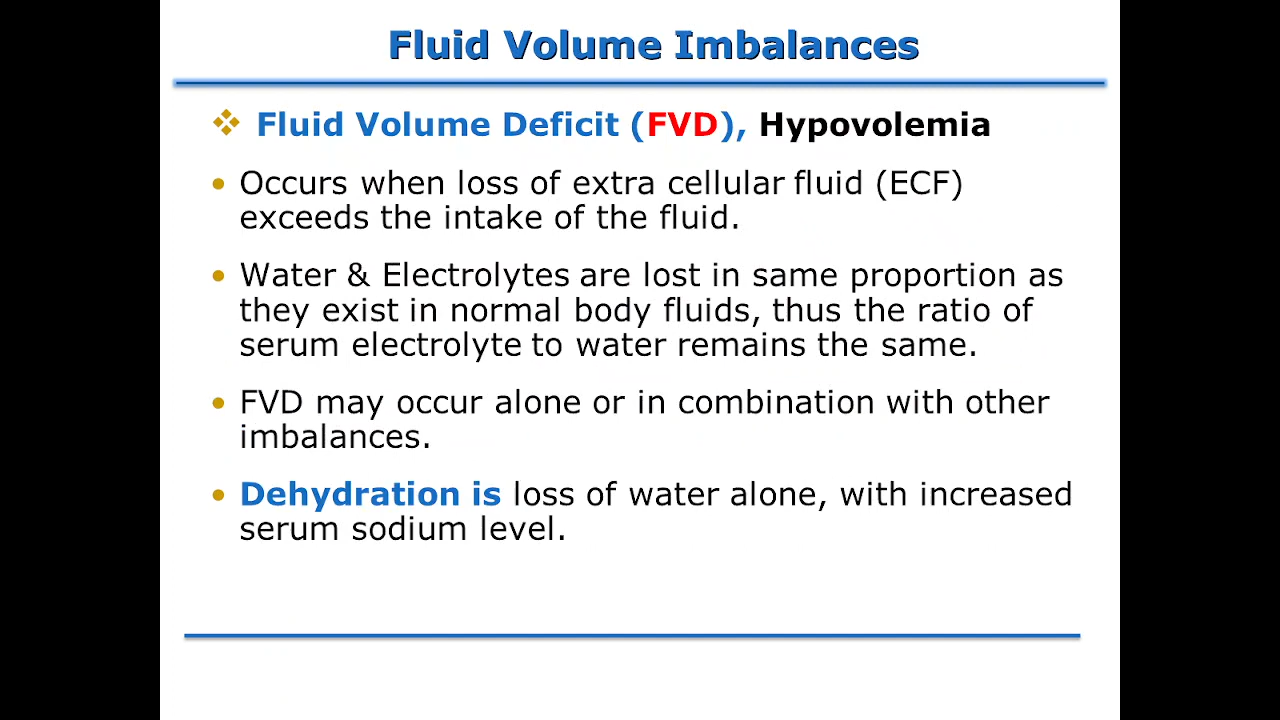 Fluid Volume Imbalances
❖ Fluid Volume Deficit (FVD), Hypovolemia
• Occurs when loss of extra cellular fluid (ECF)
exceeds the intake of the fluid.
• Water & Electrolytes are lost in same proportion as
they exist in normal body fluids, thus the ratio of
serum electrolyte to water remains the same.
• FVD may occur alone or in combination with other
imbalances.
• Dehydration is loss of water alone, with increased
serum sodium level.